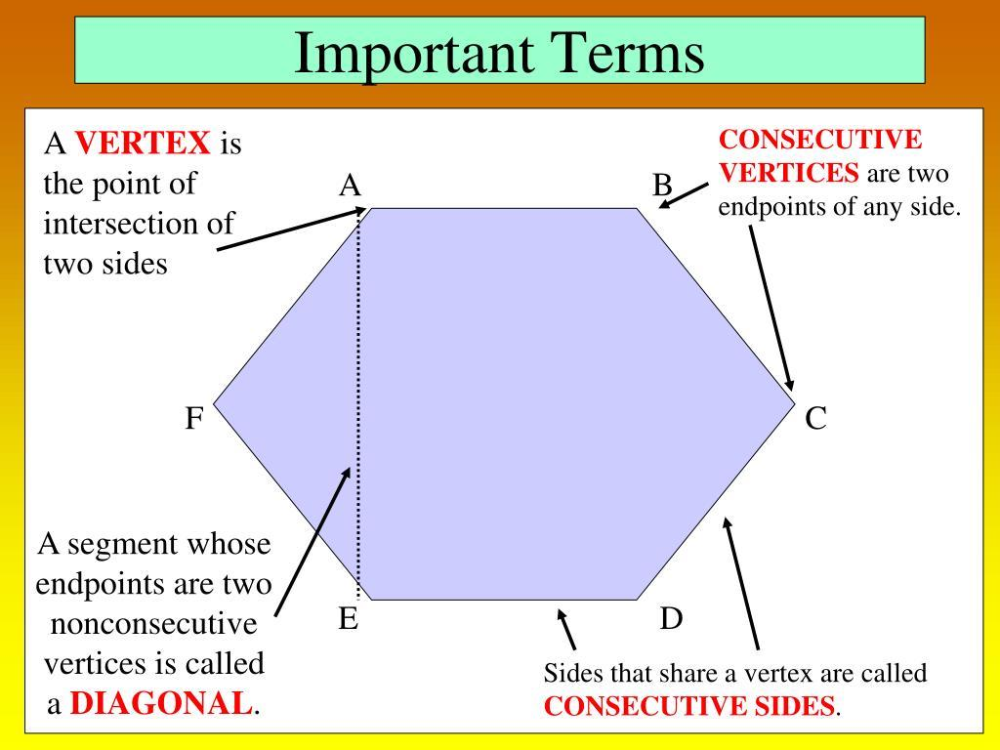 Important Terms
A VERTEX is
the point of
intersection of
two sides
CONSECUTIVE
VERTICES are two
endpoints of any side.
A
B
F
C
A segment whose
endpoints are two
nonconsecutive
vertices is called
a DIAGONAL.
E
D
Sides that share a vertex are called
CONSECUTIVE SIDES.